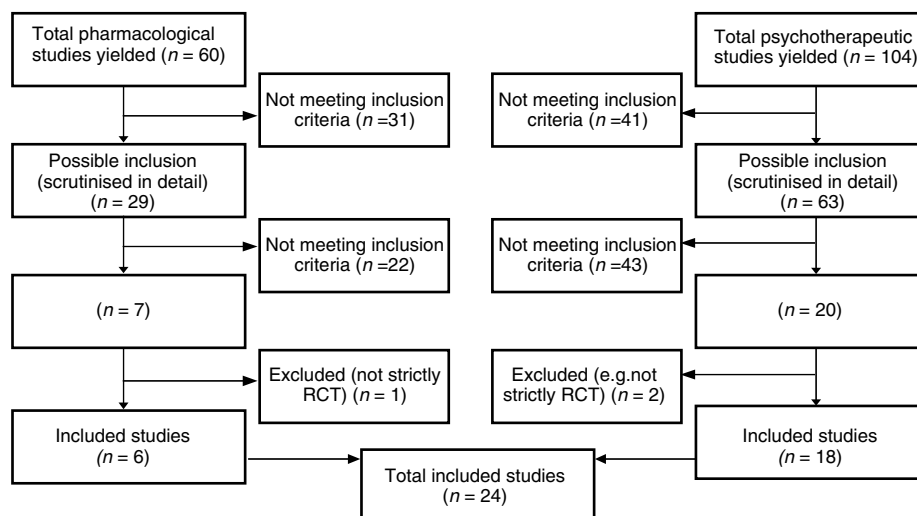 Total pharmacological
studies yielded (n = 60)
Total psychotherapeutic
studies yielded (n = 104)
Not meeting inclusion
criteria (n =31)
Not meeting inclusion
criteria (n =41)
Possible inclusion
(scrutinised in detail)
(n = 29)
Possible inclusion
(scrutinised in detail)
(n = 63)
Not meeting inclusion
criteria (n =22)
Not meeting inclusion
criteria (n =43)
(n = 7)
(n = 20)
Excluded (not strictly
RCT) (n = 1)
Excluded (e.g.not
strictly RCT) (n = 2)
Included studies
(n = 6)
Included studies
(n = 18)
Total included studies
(n = 24)